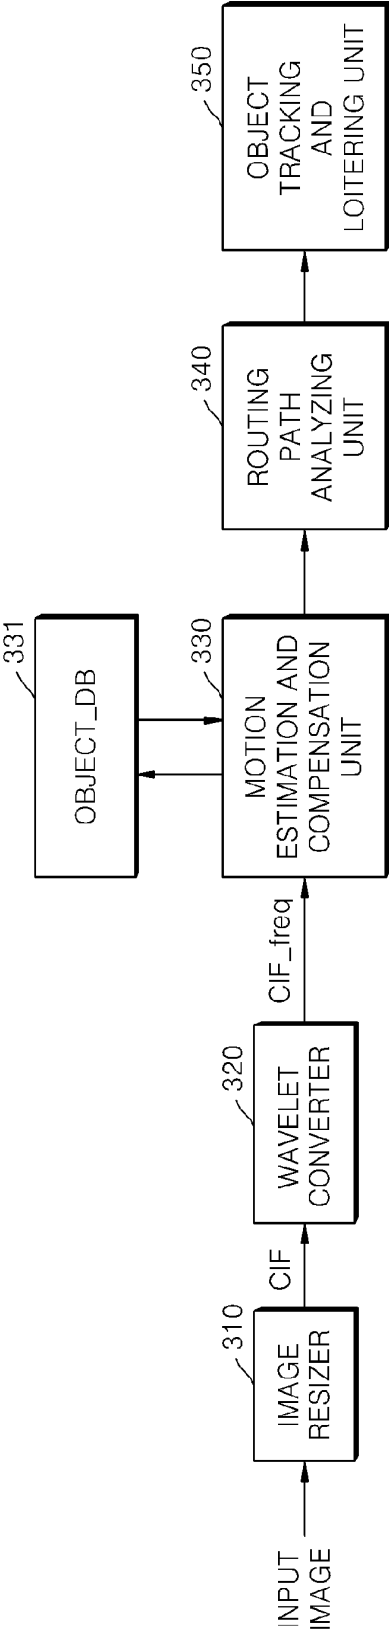 INPUT
IMAGE
310
IMAGE
RESIZER
CIF
320
WAVELET
CONVERTER
CIF_freq
331
OBJECT_DB
330
MOTION
ESTIMATION AND
COMPENSATION
UNIT
340
ROUTING
PATH
ANALYZING
UNIT
350
OBJECT
TRACKING
AND
LOITERING UNIT